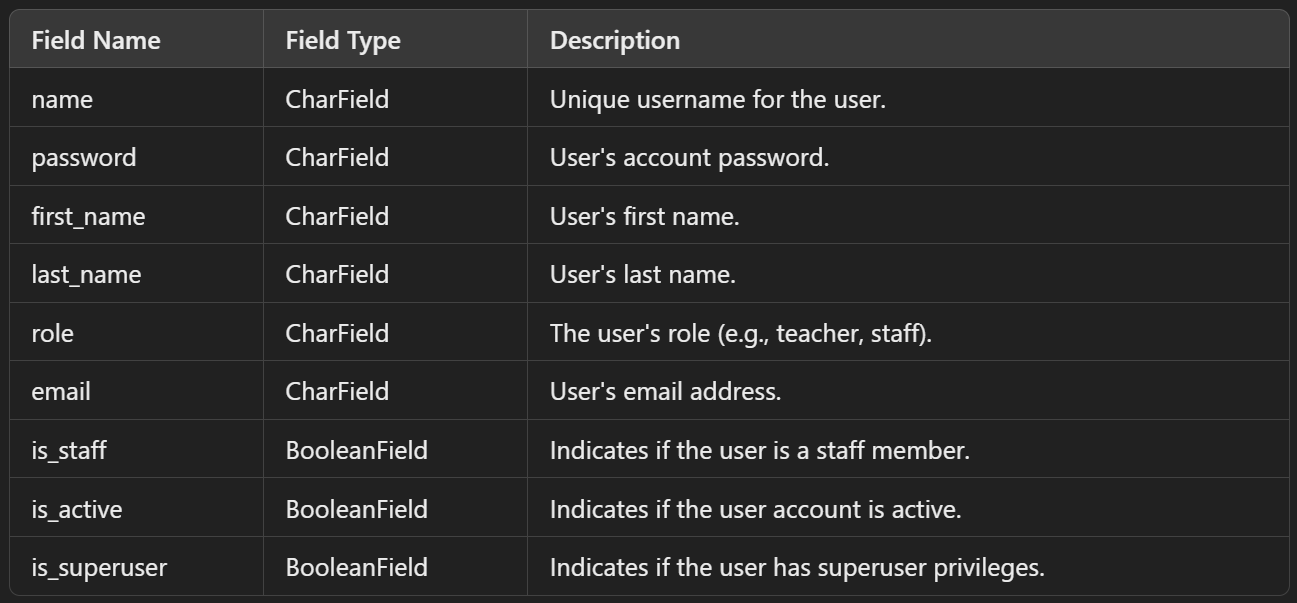 Field Name Field Type Description
name CharField Unique username for the user.
password CharField User's account password.
first_name CharField User's first name.
last_name CharField User's last name.
role CharField The user's role (e.g., teacher, staff).
email CharField User's email address.
is_staff BooleanField Indicates if the user is a staff member.
is_active BooleanField Indicates if the user account is active.
is_superuser BooleanField Indicates if the user has superuser privileges.